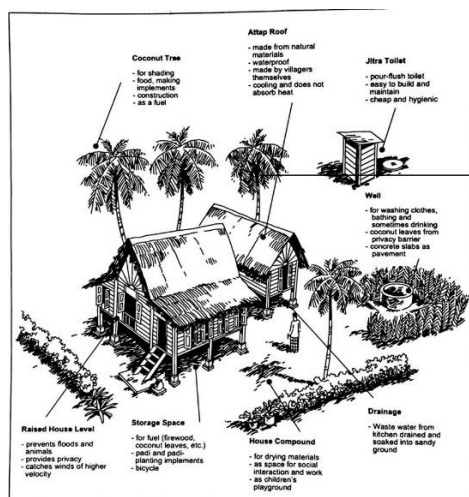 Attap Roof
- made from natural
materials
- waterproof
- made by villagers
themselves
- cooling and does not
absorb heat
Coconut Tree
- for shading
- food, making
implements
- construction
- as a fuel
Jitra Toilet
- pour-flush toilet
- easy to build and
maintain
- cheap and hygienic
Well
- for washing clothes,
bathing and
sometimes drinking
- coconut leaves from
privacy barrier
- concrete slabs as
pavement
Raised House Level
- prevents floods and
animals
- provides privacy
- catches winds of higher
velocity
Storage Space
- for fuel (firewood,
coconut leaves, etc.)
- padi and padi-
planting implements
- bicycle
House Compound
- for drying materials
- as space for social
interaction and work
- as children's
playground
Drainage
- Waste water from
kitchen drained and
soaked into sandy
ground